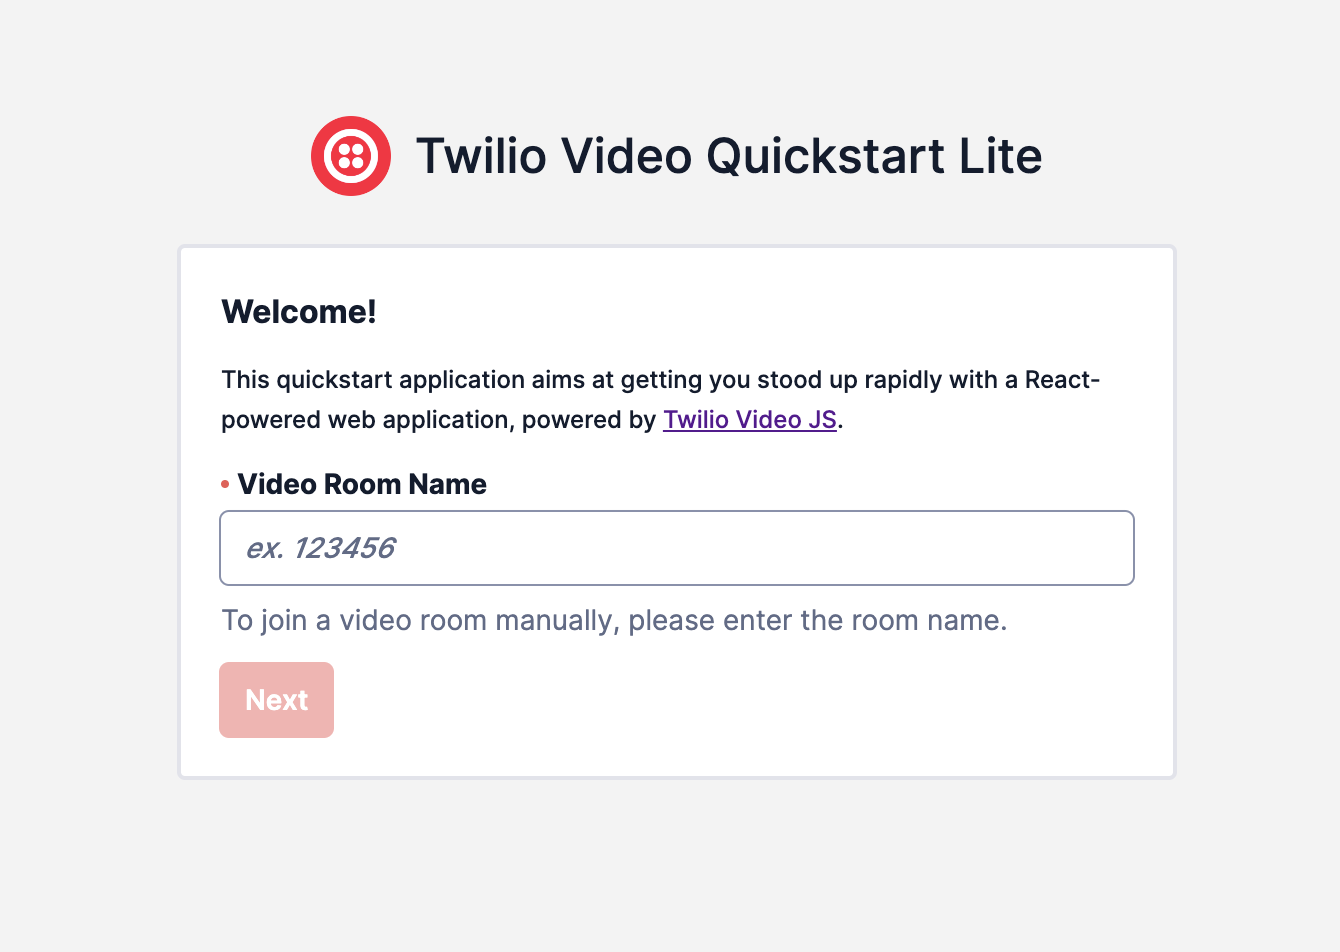 Twilio Video Quickstart Lite
Welcome!
This quickstart application aims at getting you stood up rapidly with a React-
powered web application, powered by Twilio Video JS.
Video Room Name
ex. 123456
To join a video room manually, please enter the room name.
Next